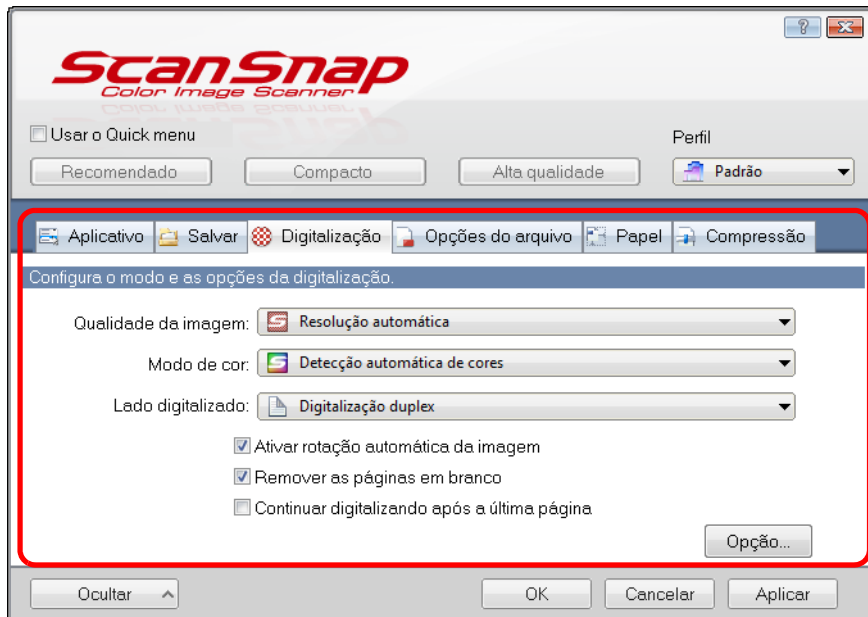 ScanSnap
Color Image Scanner
Usar o Quick menu
Perfil
Recomendado Compacto Alta qualidade Padrão
Aplicativo Salvar Digitalização Opções do arquivo Papel Compressão
Configura o modo e as opções da digitalização.
Qualidade da imagem: Resolução automática
Modo de cor: Detecção automática de cores
Lado digitalizado: Digitalização duplex
Ativar rotação automática da imagem
Remover as páginas em branco
Continuar digitalizando após a última página
Opção...
Ocultar OK Cancelar Aplicar